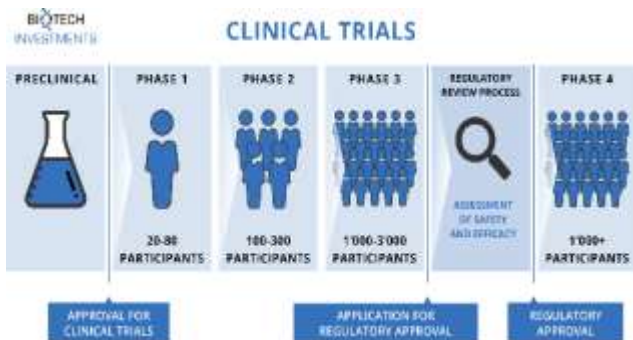 BIOTECH
INVESTMENTS
CLINICAL TRIALS
PRECLINICAL
PHASE 1
20-80
PARTICIPANTS
PHASE 2
100-300
PARTICIPANTS
PHASE 3
1'000-3'000
PARTICIPANTS
REGULATORY
REVIEW PROCESS
ASSESSMENT
OF SAFETY
AND EFFICACY
PHASE 4
1'000+
PARTICIPANTS
APPROVAL FOR
CLINICAL TRIALS
APPLICATION FOR
REGULATORY APPROVAL
REGULATORY
APPROVAL